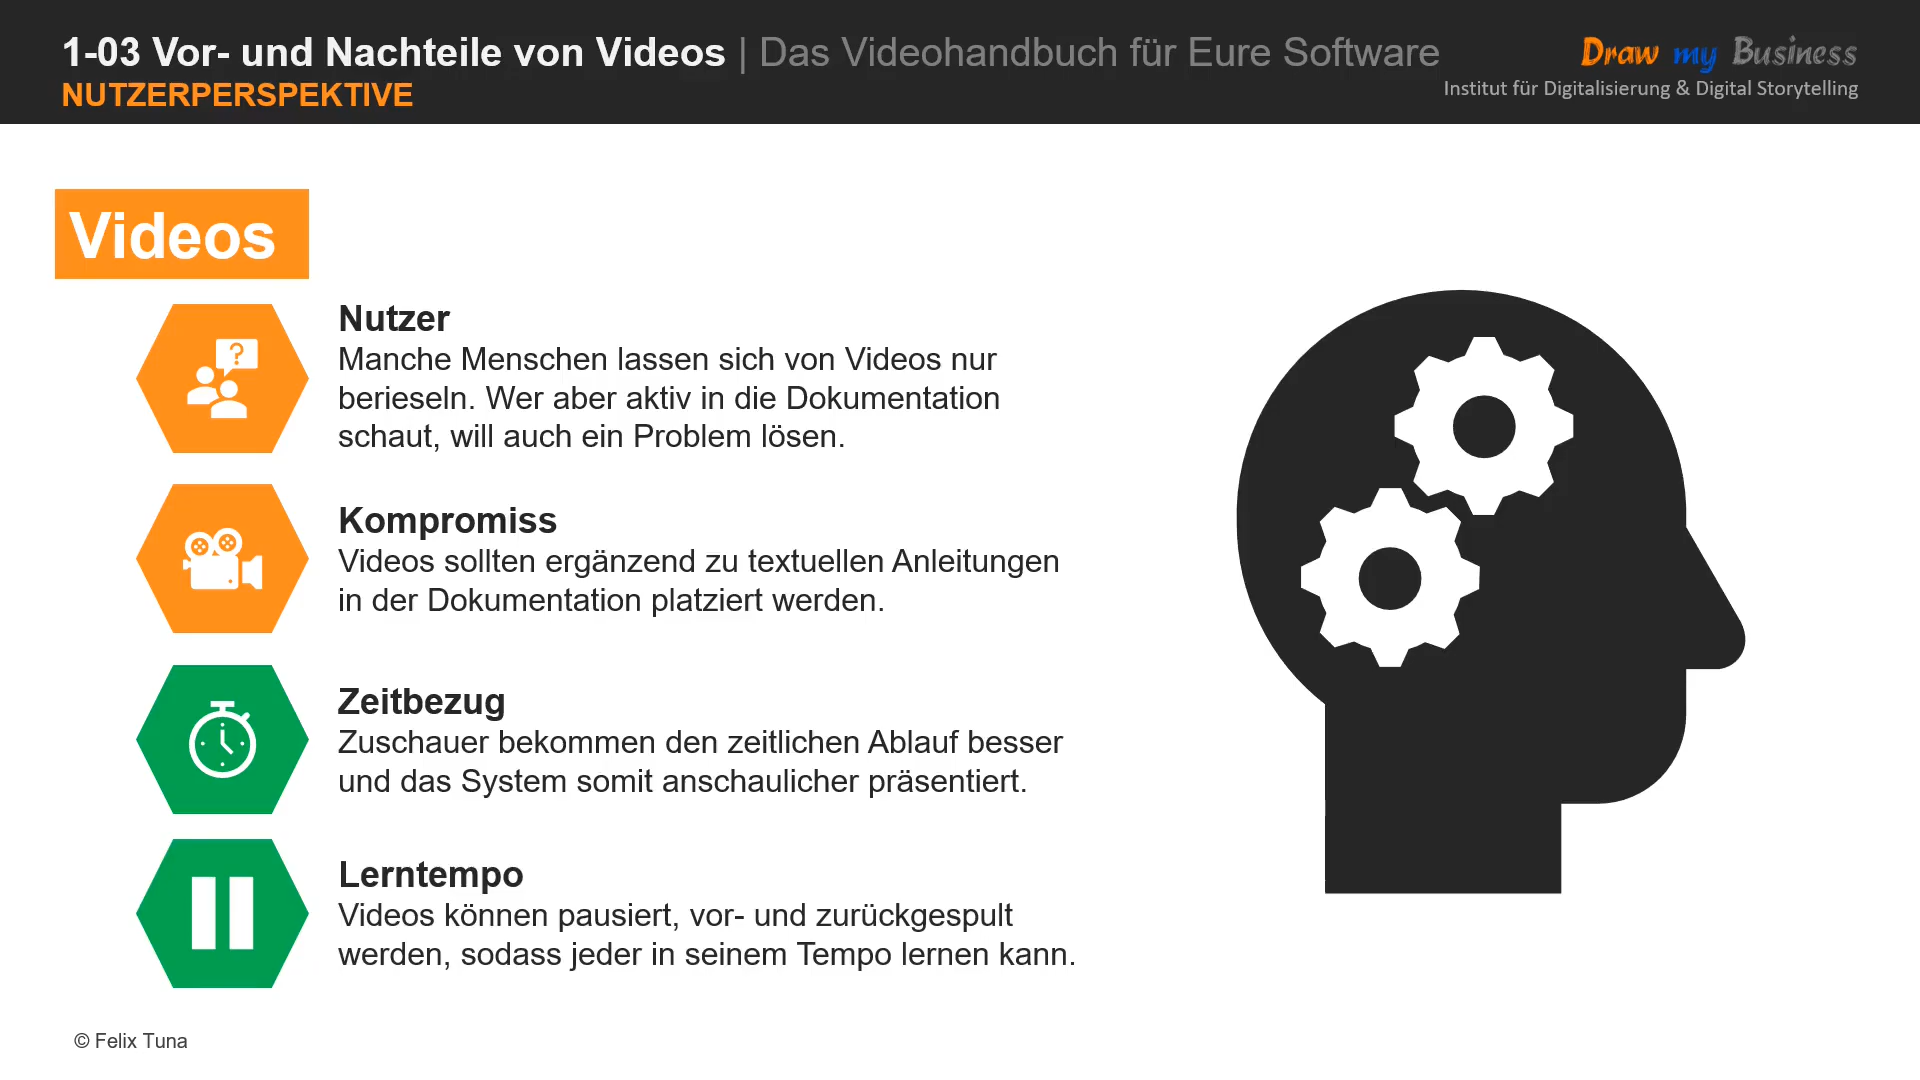 1-03 Vor- und Nachteile von Videos | Das Videohandbuch für Eure Software
NUTZERPERSPEKTIVE
Draw my Business
Institut für Digitalisierung & Digital Storytelling
Videos
?
Nutzer
Manche Menschen lassen sich von Videos nur
berieseln. Wer aber aktiv in die Dokumentation
schaut, will auch ein Problem lösen.
Kompromiss
Videos sollten ergänzend zu textuellen Anleitungen
in der Dokumentation platziert werden.
Zeitbezug
Zuschauer bekommen den zeitlichen Ablauf besser
und das System somit anschaulicher präsentiert.
Lerntempo
Videos können pausiert, vor- und zurückgespult
werden, sodass jeder in seinem Tempo lernen kann.
© Felix Tuna